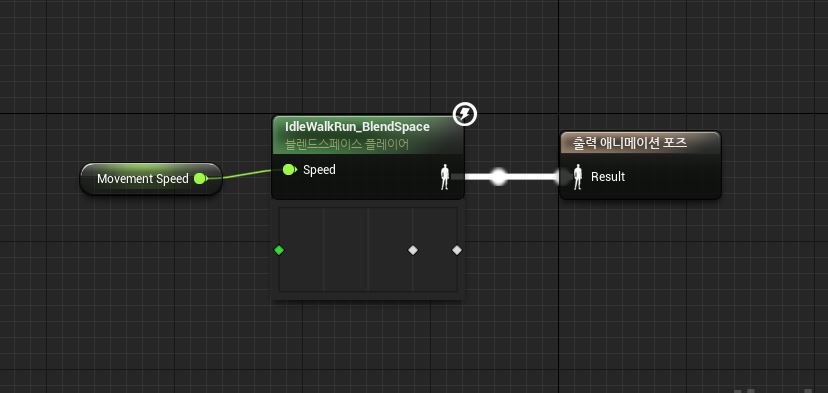 IdleWalkRun_BlendSpace
블렌드스페이스 플레이어
Movement Speed
Speed
출력 애니메이션 포즈
Result